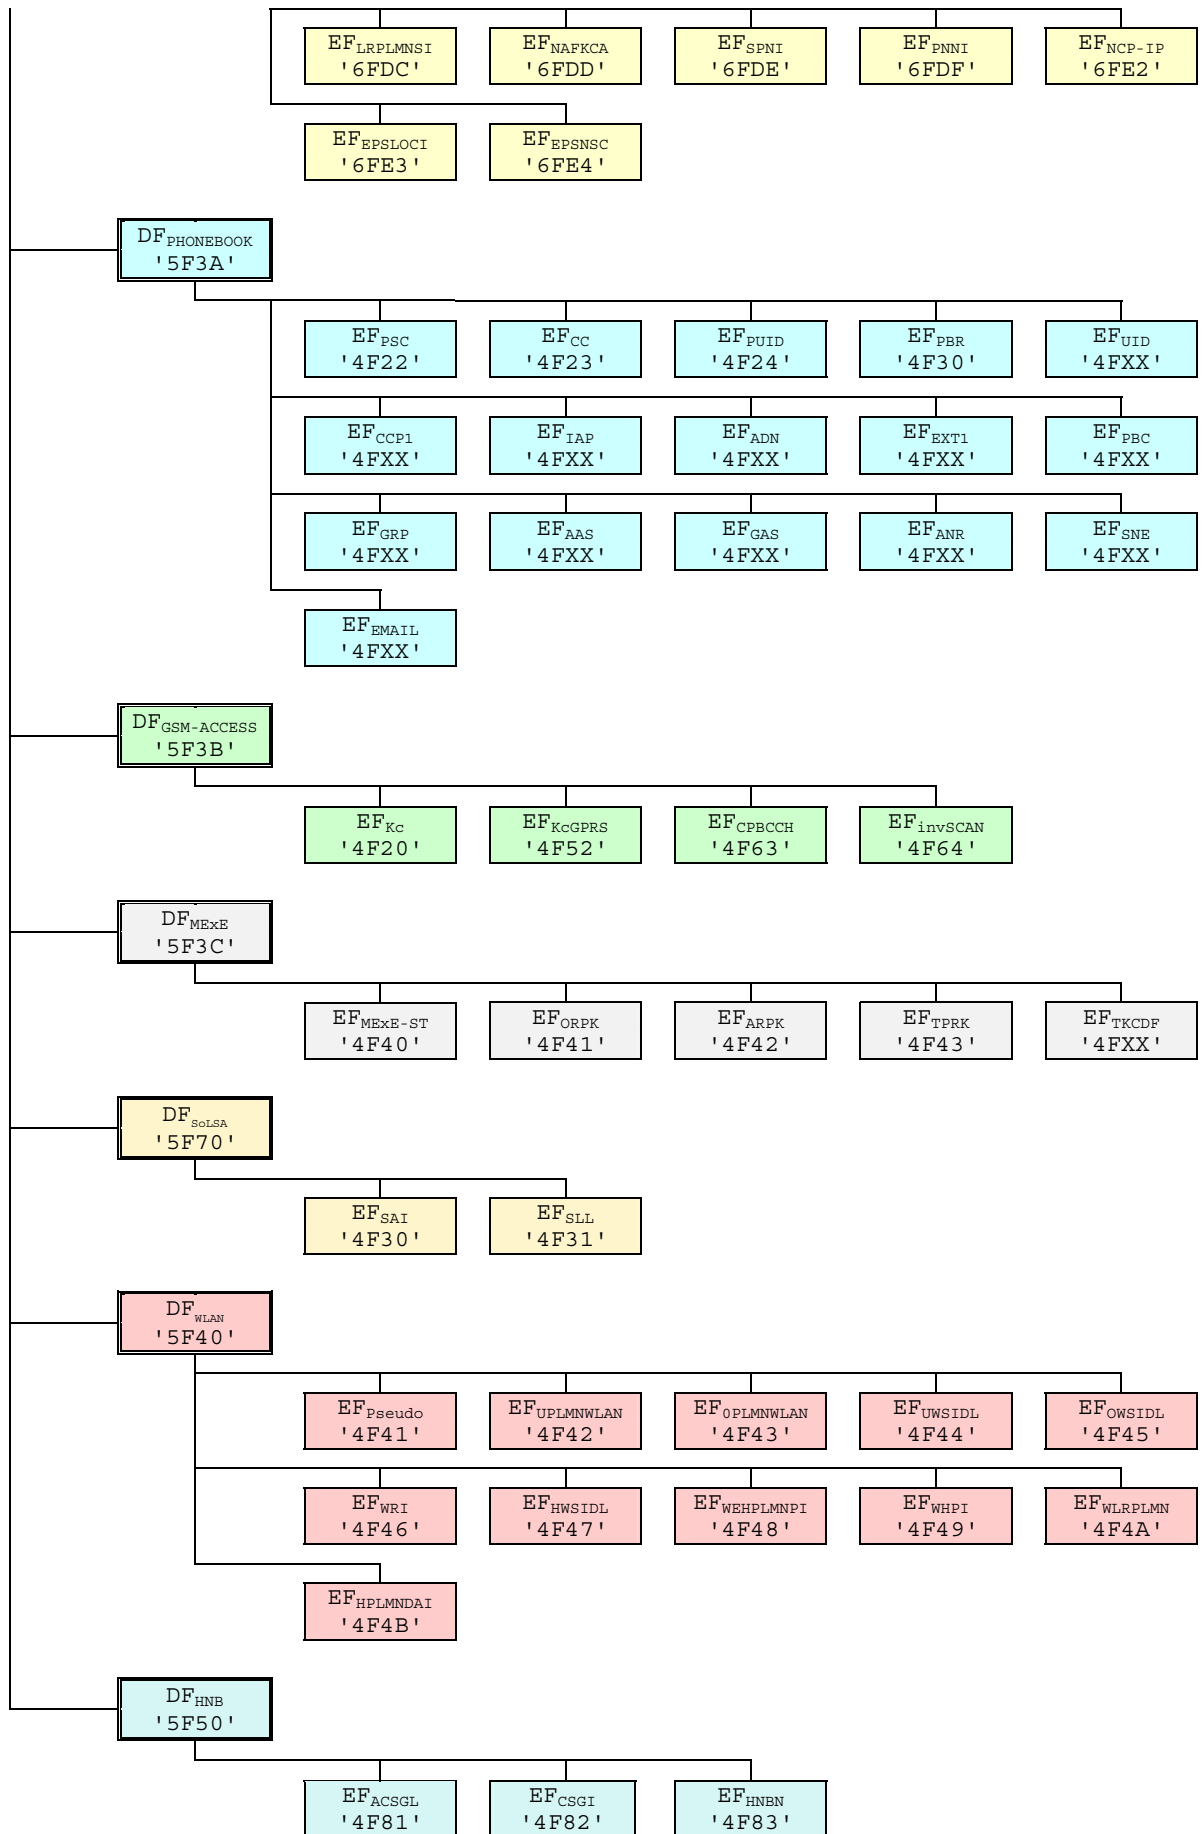 EFLRPLMNSI EFNAFKCA EFSPNI EFPNNI EFNCP-IP
'6FDC' '6FDD' '6FDE' '6FDF' '6FE2'
EFEPSLOCI EFEPSNSC
'6FE3' '6FE4'
DFPHONEBOOK
'5F3A'
EFPSC EFCC EFPUID EFPBR EFUID
'4F22' '4F23' '4F24' '4F30' '4FXX'
EFCCP1 EFIAP EFADN EFEXT1 EFPBC
'4FXX' '4FXX' '4FXX' '4FXX' '4FXX'
EFGRP EFAAS EFGAS EFANR EFSNE
'4FXX' '4FXX' '4FXX' '4FXX' '4FXX'
EFEMAIL
'4FXX'
DFGSM-ACCESS
'5F3B'
EFKc EFKcGPRS EFCPBCCH EFinvSCAN
'4F20' '4F52' '4F63' '4F64'
DFMExE
'5F3C'
EFMExE-ST EFORPK EFARPK EFTPRK EFTKCDF
'4F40' '4F41' '4F42' '4F43' '4FXX'
DFSoLSA
'5F70'
EFSAI EFSLL
'4F30' '4F31'
DFWLAN
'5F40'
EFPseudo EFUPLMNWLAN EF0PLMNWLAN EFUWSIDL EFOWSIDL
'4F41' '4F42' '4F43' '4F44' '4F45'
EFWRI EFHWSIDL EFWEHPLMNPI EFWHPI EFWLRPLMN
'4F46' '4F47' '4F48' '4F49' '4F4A'
EFHPLMNDAI
'4F4B'
DFHNB
'5F50'
EFACSGL EFCSGI EFHNBN
'4F81' '4F82' '4F83'